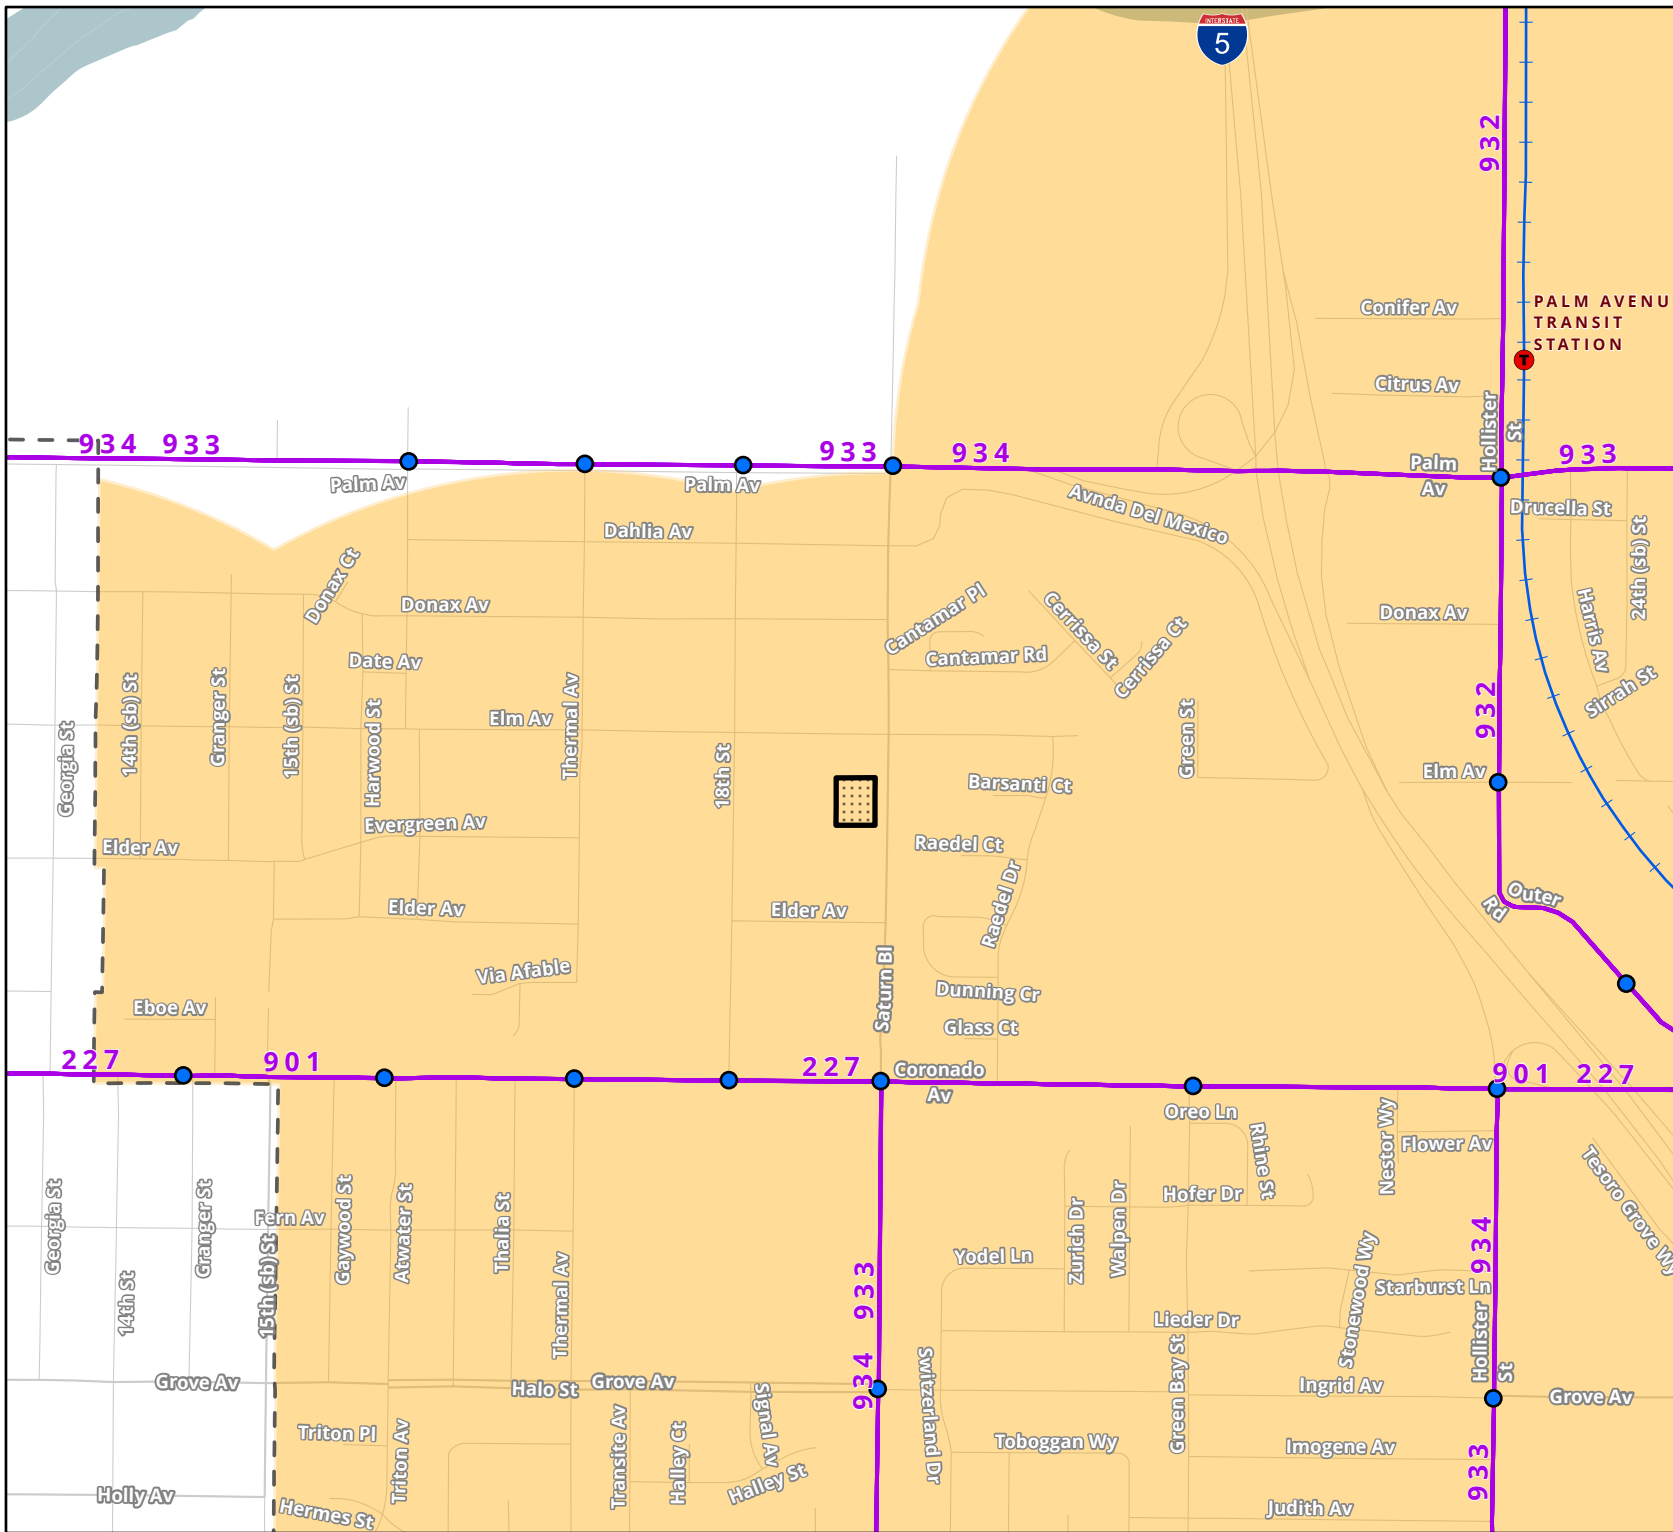 INTERSTATE
5
932
PALM AVENU
TRANSIT
STATION
T
Conifer Av
Citrus Av
Hollister
St
934 933
933
934
933
Palm Av
Palm Av
Palm
Av
Avnda Del Mexico
Drucella St
Dahlia Av
24th (sb) St
Donax Ct
Donax Av
Cantamar Pl
Cerrissa St
Cerrissa Ct
Donax Av
Harris Av
Date Av
Cantamar Rd
Sirrah St
14th (sb) St
Granger St
15th (sb) St
Harwood St
Elm Av
Thermal Av
Green St
932
Georgia St
18th St
Barsanti Ct
Elm Av
Evergreen Av
Elder Av
Raedel Ct
Raedel Dr
Outer
Rd
Elder Av
Elder Av
Saturn Bl
Via Afable
Dunning Cr
Eboe Av
Glass Ct
227
901
227
Coronado
Av
901 227
Oreo Ln
Rhine St
Nestor Wy
Flower Av
Tesoro Grove Wy
Georgia St
Granger St
Fern Av
Gaywood St
Atwater St
Thalia St
Hofer Dr
Zurich Dr
Walpen Dr
934
Yodel Ln
14th St
15th (sb) St
Thermal Av
933
Stonewood Wy
Starburst Ln
Lieder Dr
Hollister
St
Grove Av
Halo St
Grove Av
934
Switzerland Dr
Green Bay St
Ingrid Av
Grove Av
Signal Av
Triton Pl
Triton Av
Transite Av
Halley Ct
Halley St
Toboggan Wy
Imogene Av
933
Holly Av
Hermes St
Judith Av